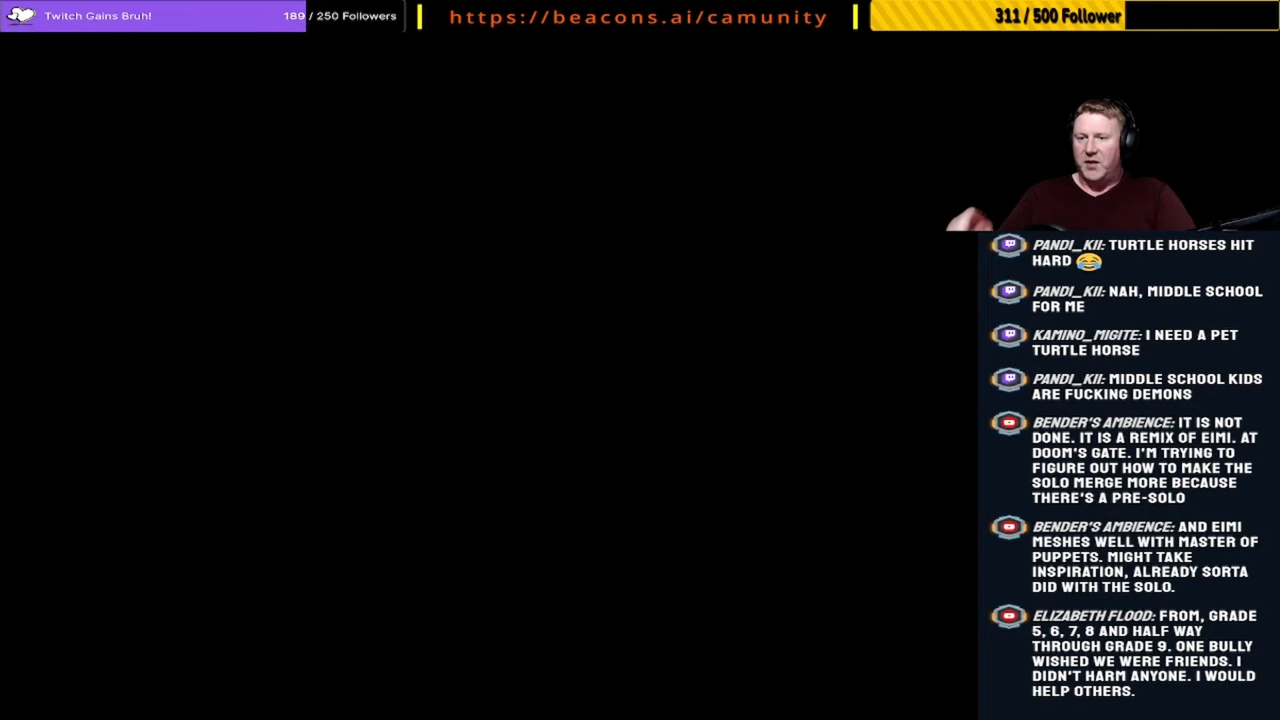 Twitch Gains Bruh! 189 / 250 Followers
https://beacons.ai/camunity
311 / 500 Follower
PANDI_KII: TURTLE HORSES HIT
HARD 😂
PANDI_KII: NAH, MIDDLE SCHOOL
FOR ME
KAMINO_MIGITE: I NEED A PET
TURTLE HORSE
PANDI_KII: MIDDLE SCHOOL KIDS
ARE FUCKING DEMONS
BENDER'S AMBIENCE: IT IS NOT
DONE. IT IS A REMIX OF EIMI. AT
DOOM'S GATE. I'M TRYING TO
FIGURE OUT HOW TO MAKE THE
SOLO MERGE MORE BECAUSE
THERE'S A PRE-SOLO
BENDER'S AMBIENCE: AND EIMI
MESHES WELL WITH MASTER OF
PUPPETS. MIGHT TAKE
INSPIRATION, ALREADY SORTA
DID WITH THE SOLO.
ELIZABETH FLOOD: FROM, GRADE
5, 6, 7, 8 AND HALF WAY
THROUGH GRADE 9. ONE BULLY
WISHED WE WERE FRIENDS. I
DIDN'T HARM ANYONE. I WOULD
HELP OTHERS.